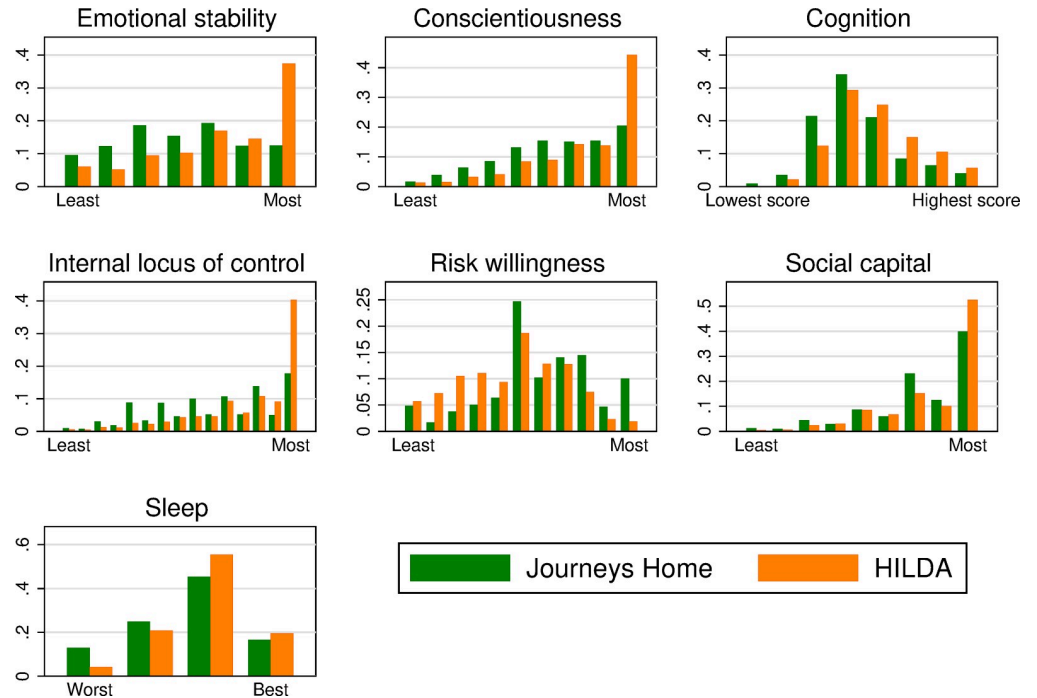 Emotional stability
.4
.3
.2
.1
0
Least Most
Conscientiousness
.4
.3
.2
.1
0
Least Most
Cognition
.4
.3
.2
.1
0
Lowest score Highest score
Internal locus of control
.4
.3
.2
.1
0
Least Most
Risk willingness
.25
.15
.05
0
Least Most
Social capital
.5
.4
.3
.2
.1
0
Least Most
Sleep
.6
.4
.2
0
Worst Best
Journeys Home HILDA